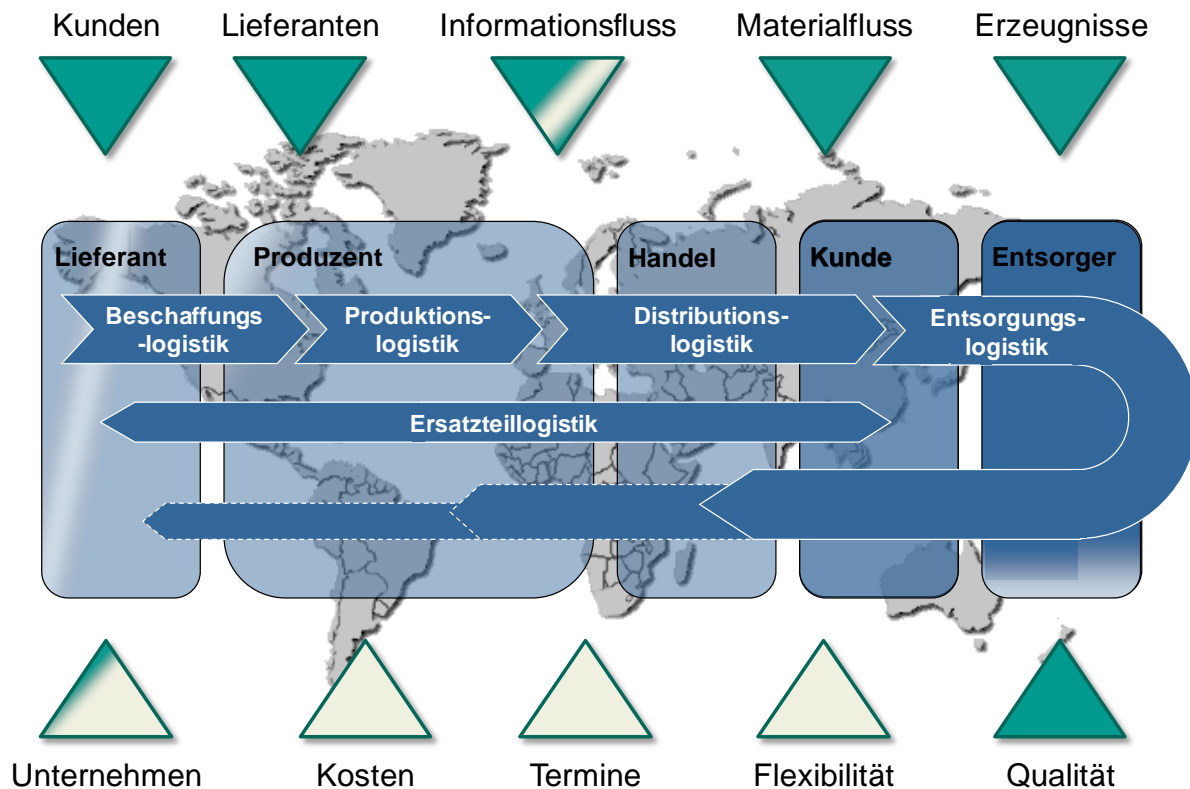 Kunden
Lieferanten
Informationsfluss
Materialfluss
Erzeugnisse
Lieferant
Produzent
Handel
Kunde
Entsorger
Beschaffungs
-logistik
Produktions-
logistik
Distributions-
logistik
Entsorgungs-
logistik
Ersatzteillogistik
Unternehmen
Kosten
Termine
Flexibilität
Qualität